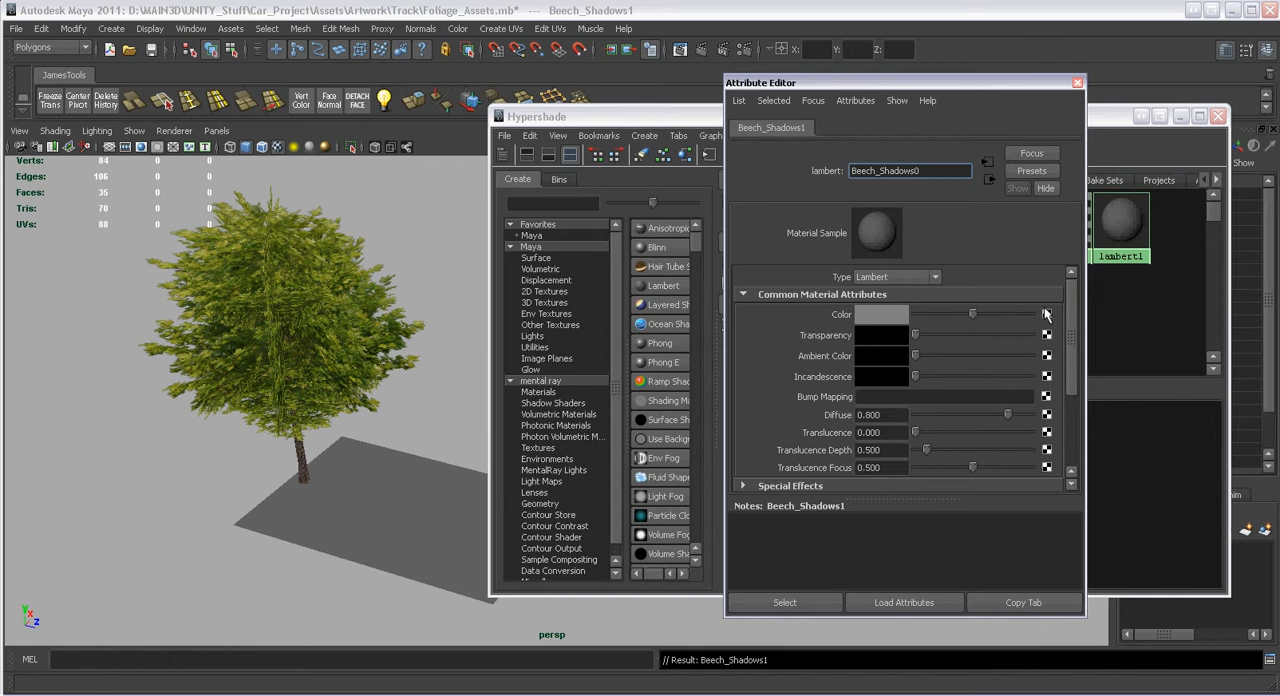 Autodesk Maya 2011: D:\MAIN3D\UNITY_Stuff\Car_Project\Assets\Artwork\Track\Foliage_Assets.mb* --- Beech_Shadows1
File Edit Modify Create Display Window Assets Select Mesh Edit Mesh Proxy Normals Color Create UVs Edit UVs Muscle Help
Polygons
X: Y: Z:
JamesTools
Freeze Trans
Center Pivot
Delete History
Vert Color
Face Normal
DETACH FACE
View Shading Lighting Show Renderer Panels
Verts: 84 0 0
Edges: 106 0 0
Faces: 35 0 0
Tris: 70 0 0
UVs: 88 0 0
persp
Hypershade
File Edit View Bookmarks Create Tabs Graph
Create Bins
Favorites
+ Maya
Maya
Surface
Volumetric
Displacement
2D Textures
3D Textures
Env Textures
Other Textures
Lights
Utilities
Image Planes
Glow
mental ray
Materials
Shadow Shaders
Volumetric Materials
Photonic Materials
Photon Volumetric M...
Textures
Environments
MentalRay Lights
Light Maps
Lenses
Geometry
Contour Store
Contour Contrast
Contour Shader
Contour Output
Sample Compositing
Data Conversion
Anisotropic
Blinn
Hair Tube S
Lambert
Layered Sh
Ocean Sha
Phong
Phong E
Ramp Shad
Shading Ma
Surface Sh
Use Backgr
Env Fog
Fluid Shape
Light Fog
Particle Clo
Volume Fog
Volume Sha
Attribute Editor
List Selected Focus Attributes Show Help
Beech_Shadows1
lambert: Beech_Shadows0
Focus
Presets
Show Hide
Material Sample
Type Lambert
Common Material Attributes
Color
Transparency
Ambient Color
Incandescence
Bump Mapping
Diffuse 0.800
Translucence 0.000
Translucence Depth 0.500
Translucence Focus 0.500
Special Effects
Notes: Beech_Shadows1
Select Load Attributes Copy Tab
Bake Sets Projects
lambert1
Show
MEL
// Result: Beech_Shadows1